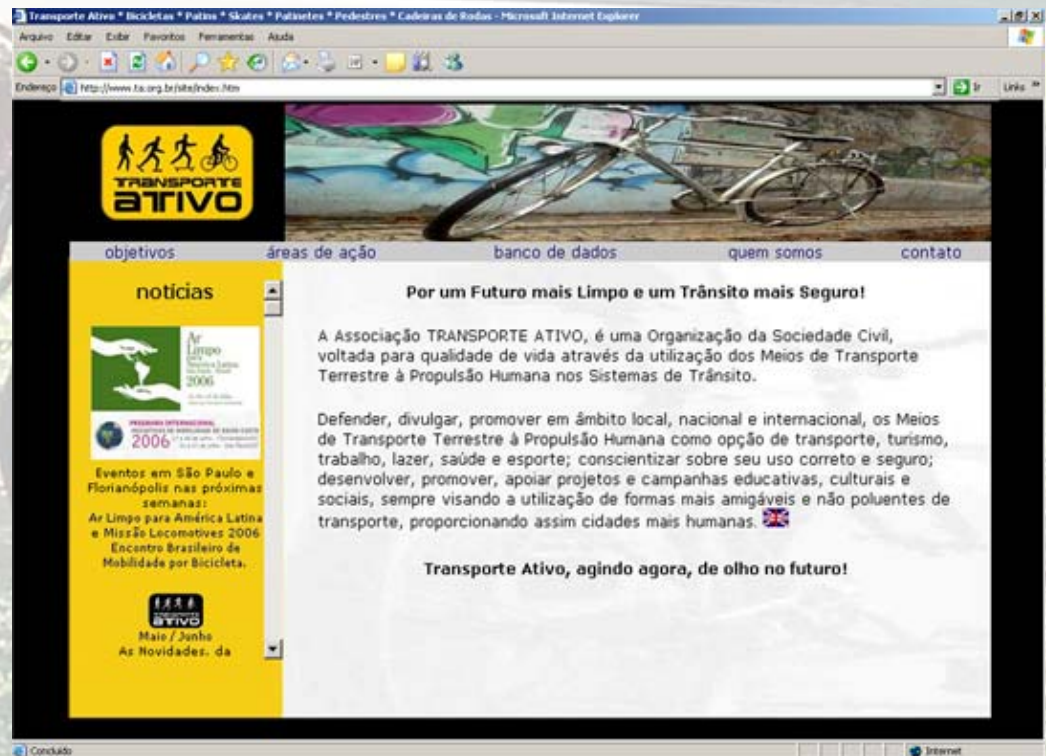 Transporte Ativo * Bicicletas * Patins * Skates * Patinetes * Pedestres * Cadeiras de Rodas - Microsoft Internet Explorer
Arquivo Editar Exibir Favoritos Ferramentas Ajuda
Endereço http://www.ta.org.br/site/index.htm Ir Links
TRANSPORTE
ATIVO
objetivos áreas de ação banco de dados quem somos contato
notícias
Ar
Limpo
para
América Latina
2006
PROGRAMA INTERNACIONAL
2006
Eventos em São Paulo e
Florianópolis nas próximas
semanas:
Ar Limpo para América Latina
e Missão Locomotives 2006
Encontro Brasileiro de
Mobilidade por Bicicleta.
TRANSPORTE
ATIVO
Maio / Junho
As Novidades. da
Por um Futuro mais Limpo e um Trânsito mais Seguro!
A Associação TRANSPORTE ATIVO, é uma Organização da Sociedade Civil,
voltada para qualidade de vida através da utilização dos Meios de Transporte
Terrestre à Propulsão Humana nos Sistemas de Trânsito.
Defender, divulgar, promover em âmbito local, nacional e internacional, os Meios
de Transporte Terrestre à Propulsão Humana como opção de transporte, turismo,
trabalho, lazer, saúde e esporte; conscientizar sobre seu uso correto e seguro;
desenvolver, promover, apoiar projetos e campanhas educativas, culturais e
sociais, sempre visando a utilização de formas mais amigáveis e não poluentes de
transporte, proporcionando assim cidades mais humanas.
Transporte Ativo, agindo agora, de olho no futuro!
Concluído Internet